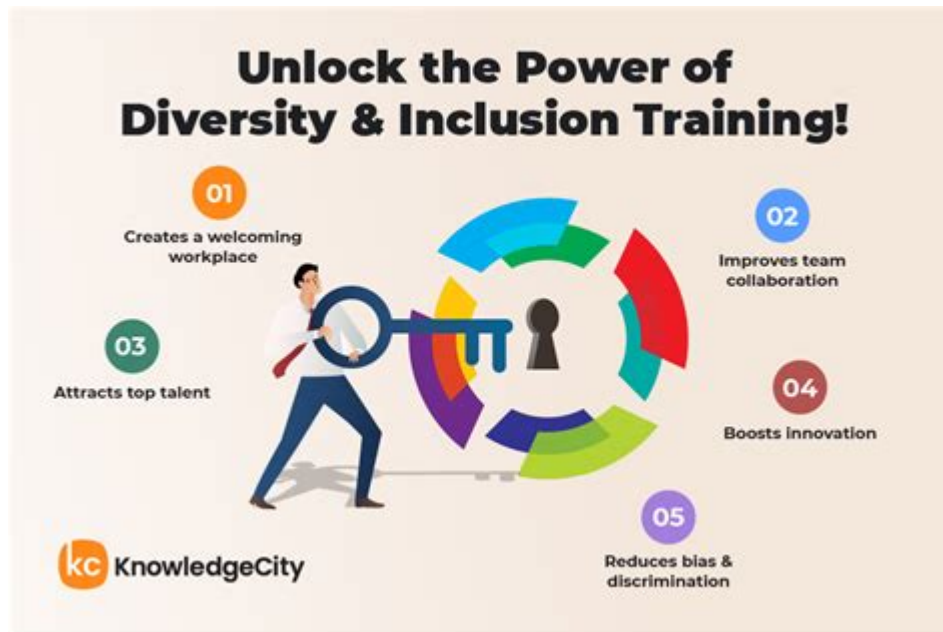 Unlock the Power of
Diversity & Inclusion Training!
01
Creates a welcoming
workplace
02
Improves team
collaboration
03
Attracts top talent
04
Boosts innovation
05
Reduces bias &
discrimination
kc KnowledgeCity